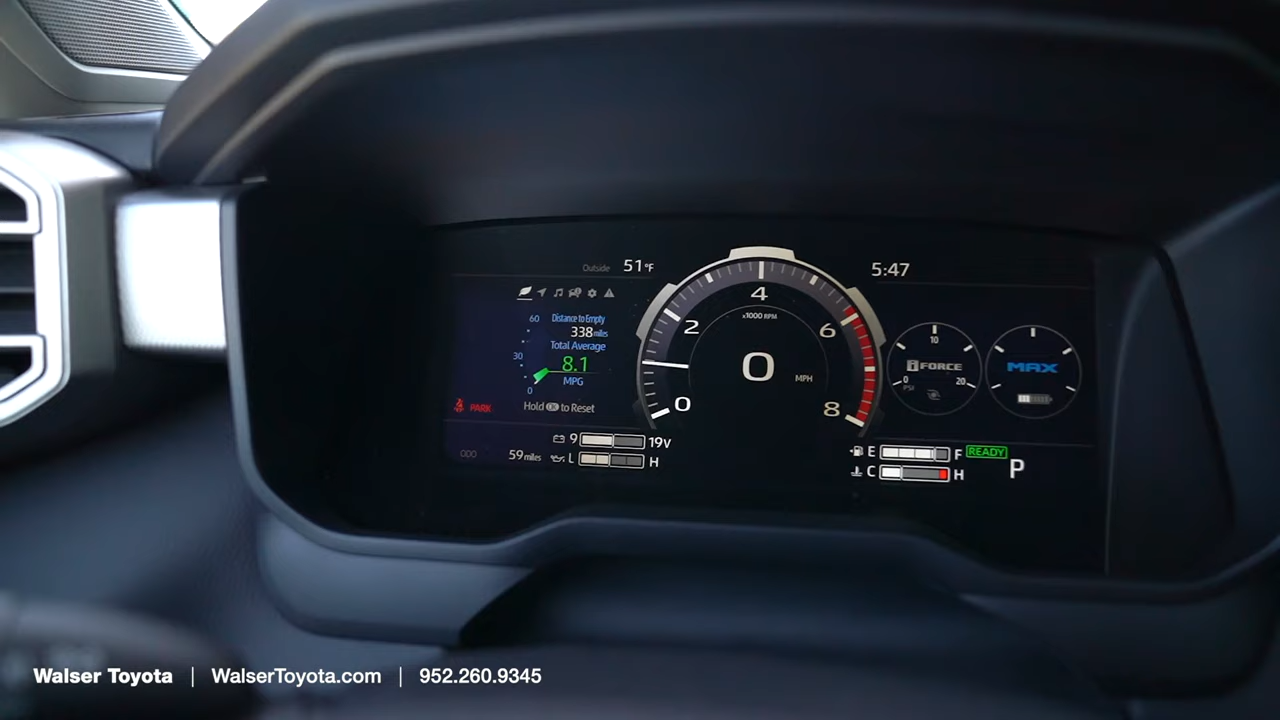 Outside 51°F
5:47
60
Distance to Empty
338 miles
Total Average
30
8.1
MPG
0
Hold OK to Reset
PARK
9 19V
000
59 miles
L H
0 2 4 6 8
x1000 RPM
0 MPH
10
iFORCE
0 20
PSI
MAX
E F
READY
C H
P
Walser Toyota | WalserToyota.com | 952.260.9345